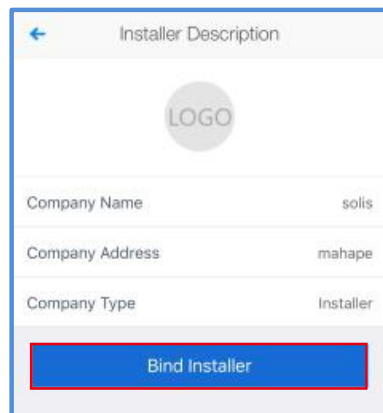 Installer Description
LOGO
Company Name solis
Company Address mahape
Company Type Installer
Bind Installer